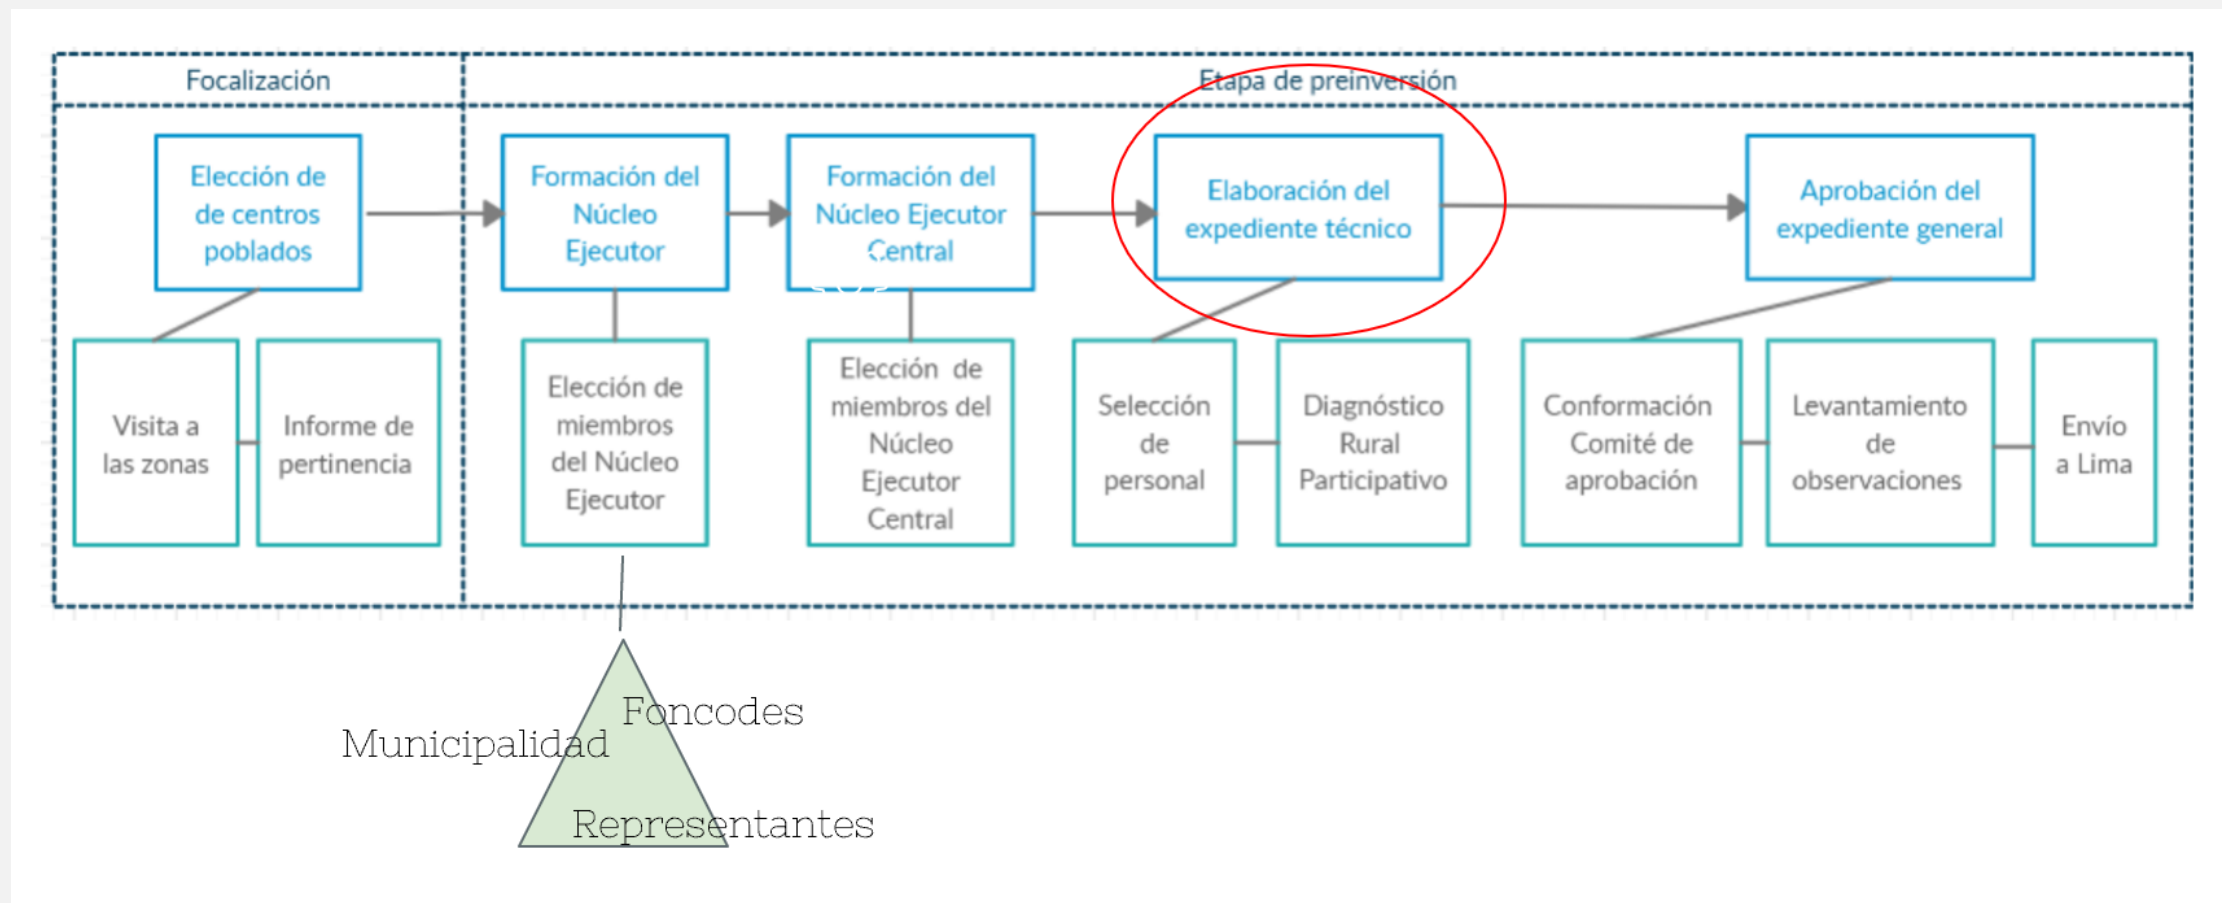 Focalización
Etapa de preinversión
Elección de
de centros
poblados
Formación del
Núcleo
Ejecutor
Formación del
Núcleo Ejecutor
Central
Elaboración del
expediente técnico
Aprobación del
expediente general
Visita a
las zonas
Informe de
pertinencia
Elección de
miembros
del Núcleo
Ejecutor
Elección de
miembros del
Núcleo
Ejecutor
Central
Selección
de
personal
Diagnóstico
Rural
Participativo
Conformación
Comité de
aprobación
Levantamiento
de
observaciones
Envío
a Lima
Foncodes
Municipalidad
Representantes